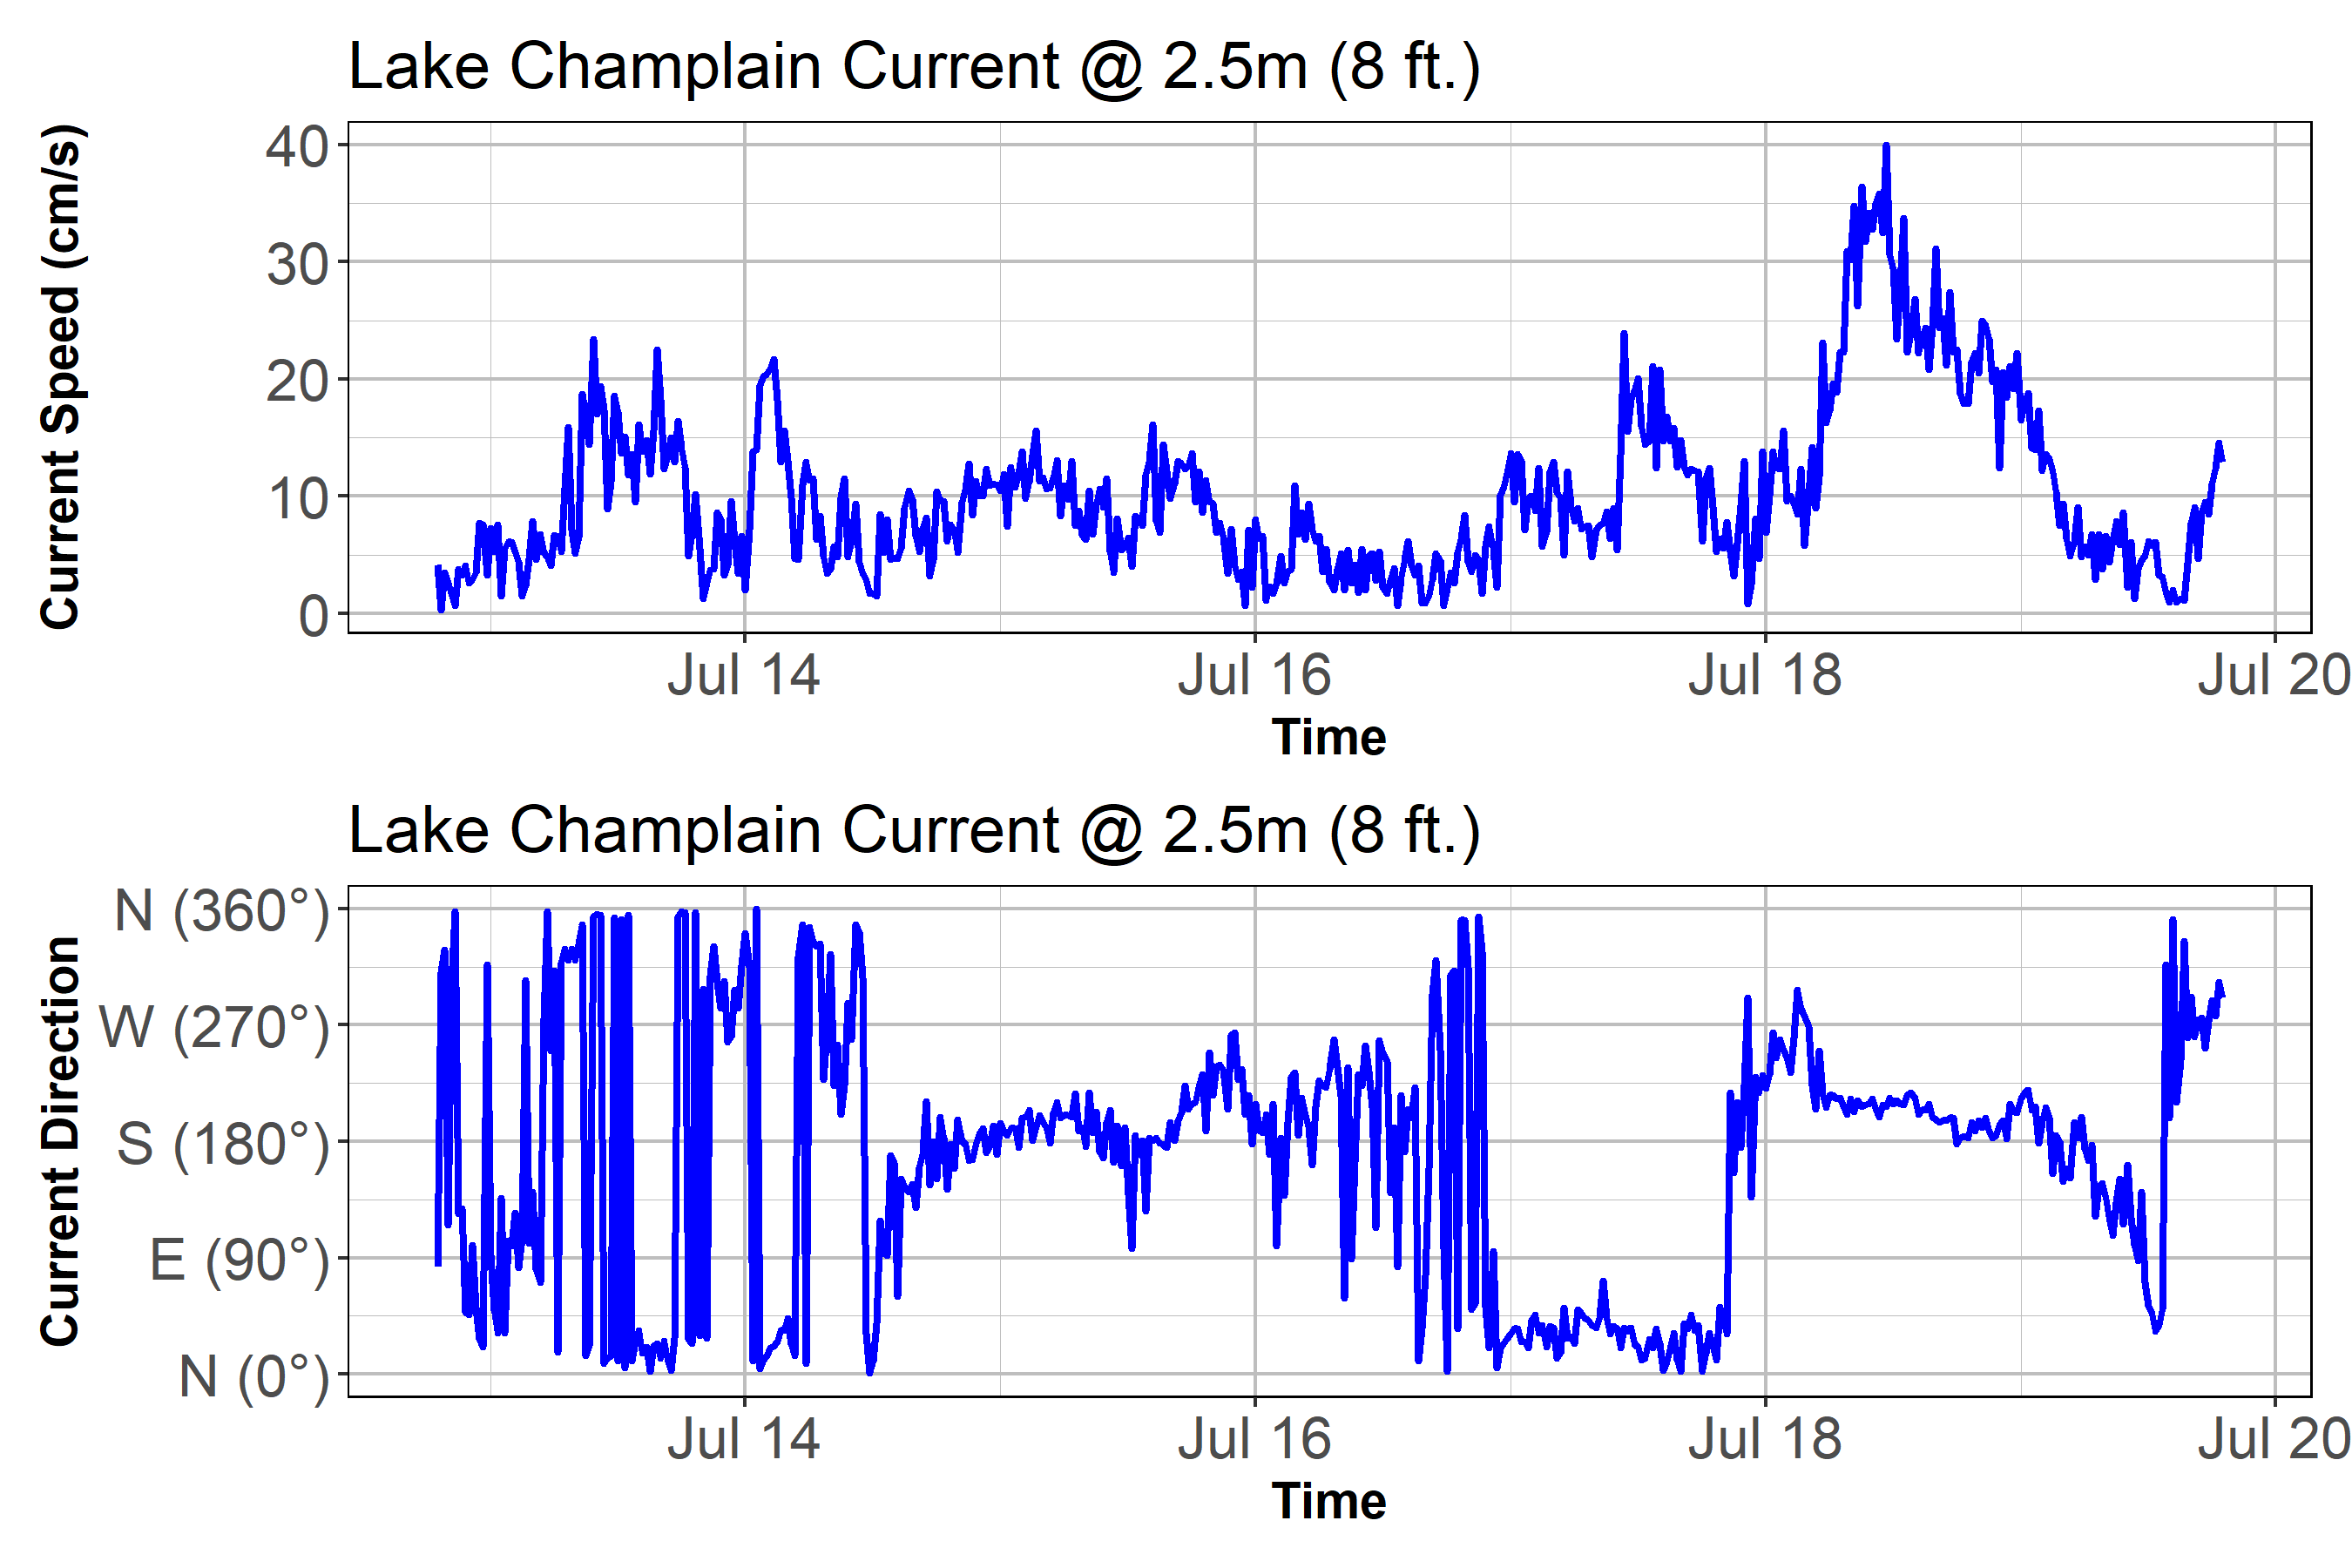 Lake Champlain Current @ 2.5m (8 ft.)
Current Speed (cm/s)
40
30
20
10
0
Jul 14 Jul 16 Jul 18 Jul 20
Time
Lake Champlain Current @ 2.5m (8 ft.)
Current Direction
N (360°)
W (270°)
S (180°)
E (90°)
N (0°)
Jul 14 Jul 16 Jul 18 Jul 20
Time